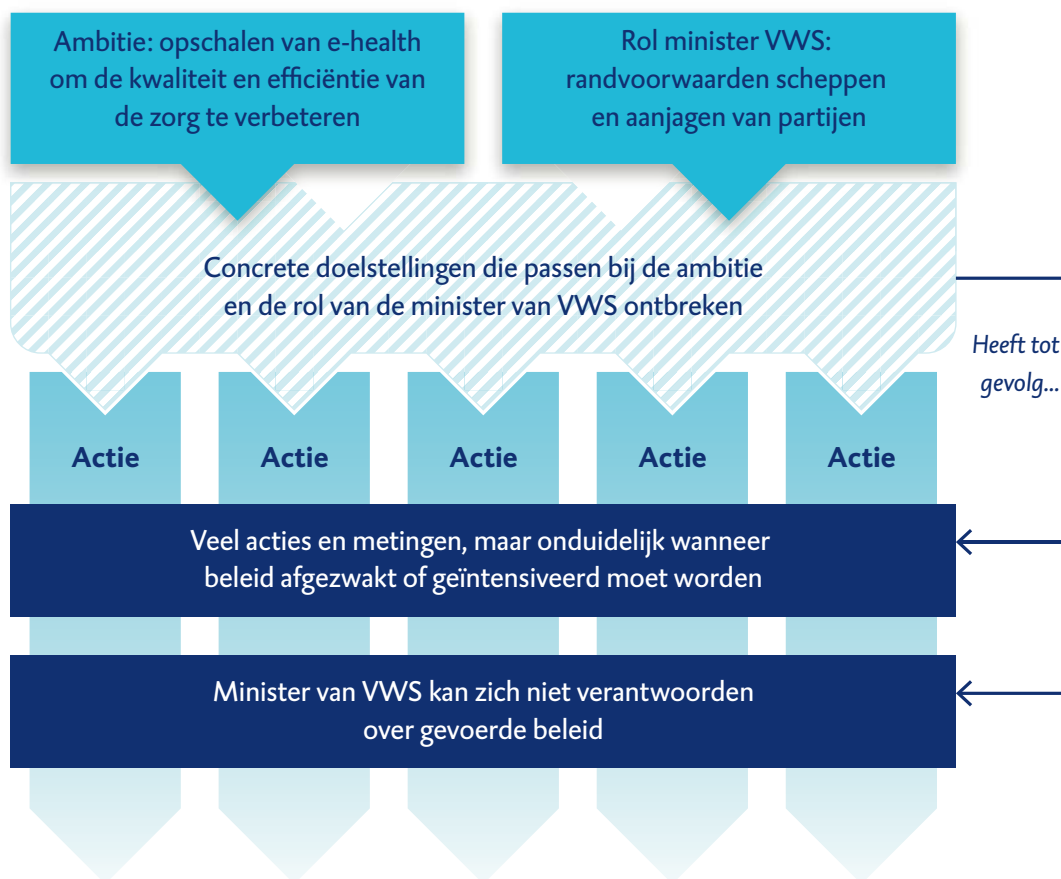 Ambitie: opschalen van e-health
om de kwaliteit en efficiëntie van
de zorg te verbeteren
Rol minister VWS:
randvoorwaarden scheppen
en aanjagen van partijen
Concrete doelstellingen die passen bij de ambitie
en de rol van de minister van VWS ontbreken
Heeft tot
gevolg...
Actie
Actie
Actie
Actie
Actie
Veel acties en metingen, maar onduidelijk wanneer
beleid afgezwakt of geïntensiveerd moet worden
Minister van VWS kan zich niet verantwoorden
over gevoerde beleid